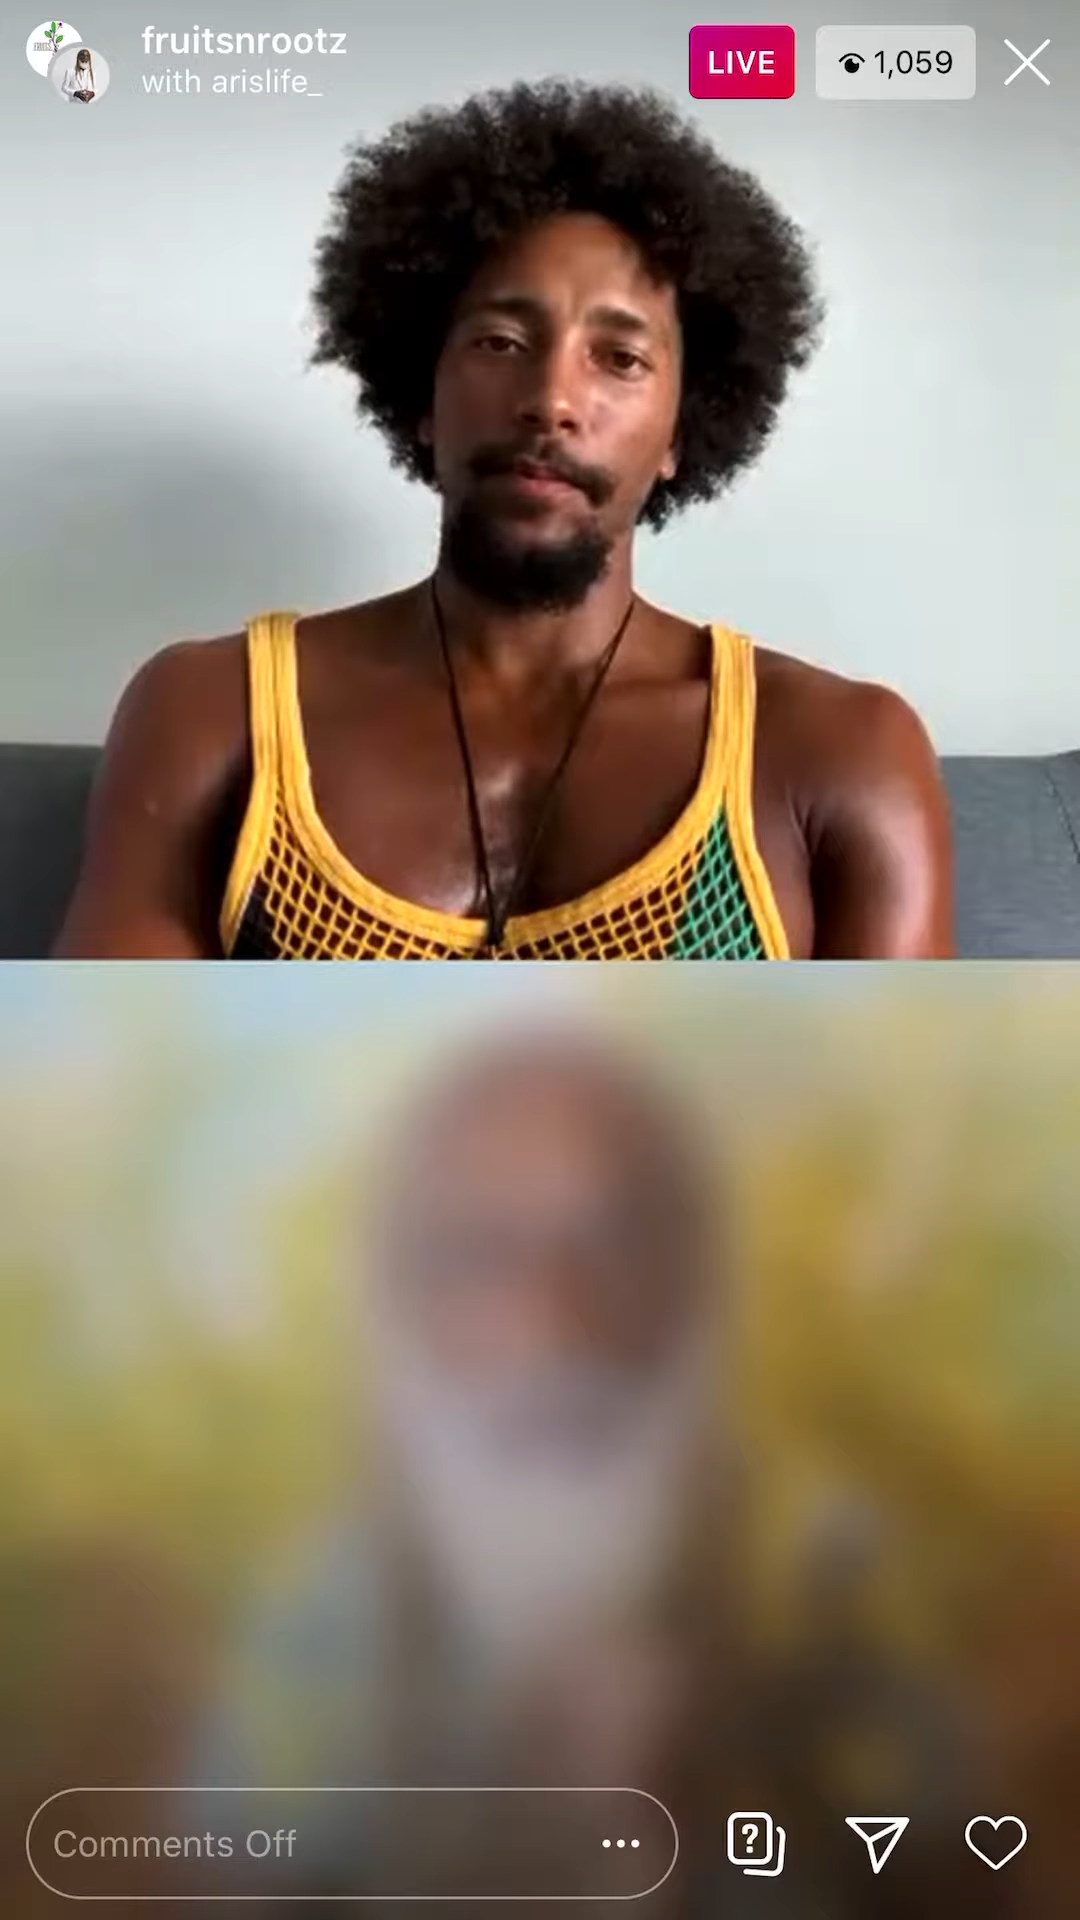 fruitsnrootz
with arislife_
LIVE
1,059
Comments Off